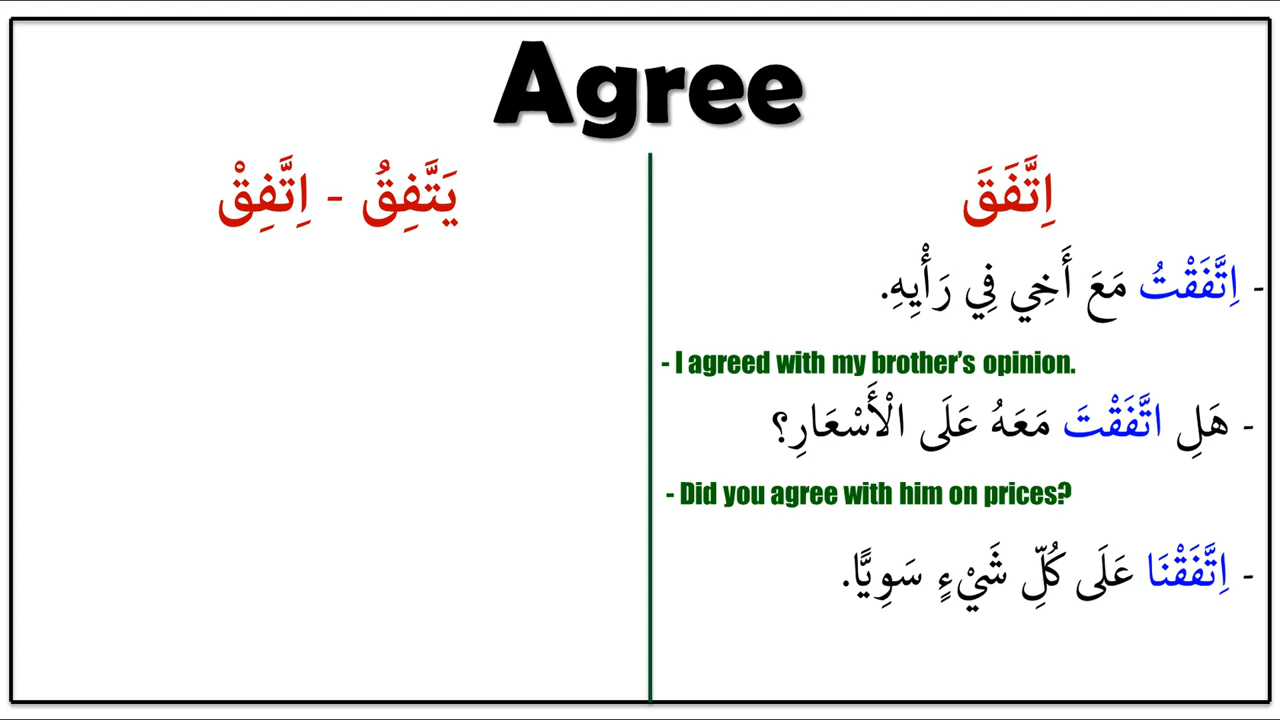 Agree
اِتَّفَقَ
يَتَّفِقُ - اِتَّفِقْ
- اِتَّفَقْتُ مَعَ أَخِي فِي رَأْيِهِ.
- I agreed with my brother’s opinion.
- هَلِ اتَّفَقْتَ مَعَهُ عَلَى الْأَسْعَارِ؟
- Did you agree with him on prices?
- اِتَّفَقْنَا عَلَى كُلِّ شَيْءٍ سَوِيًّا.